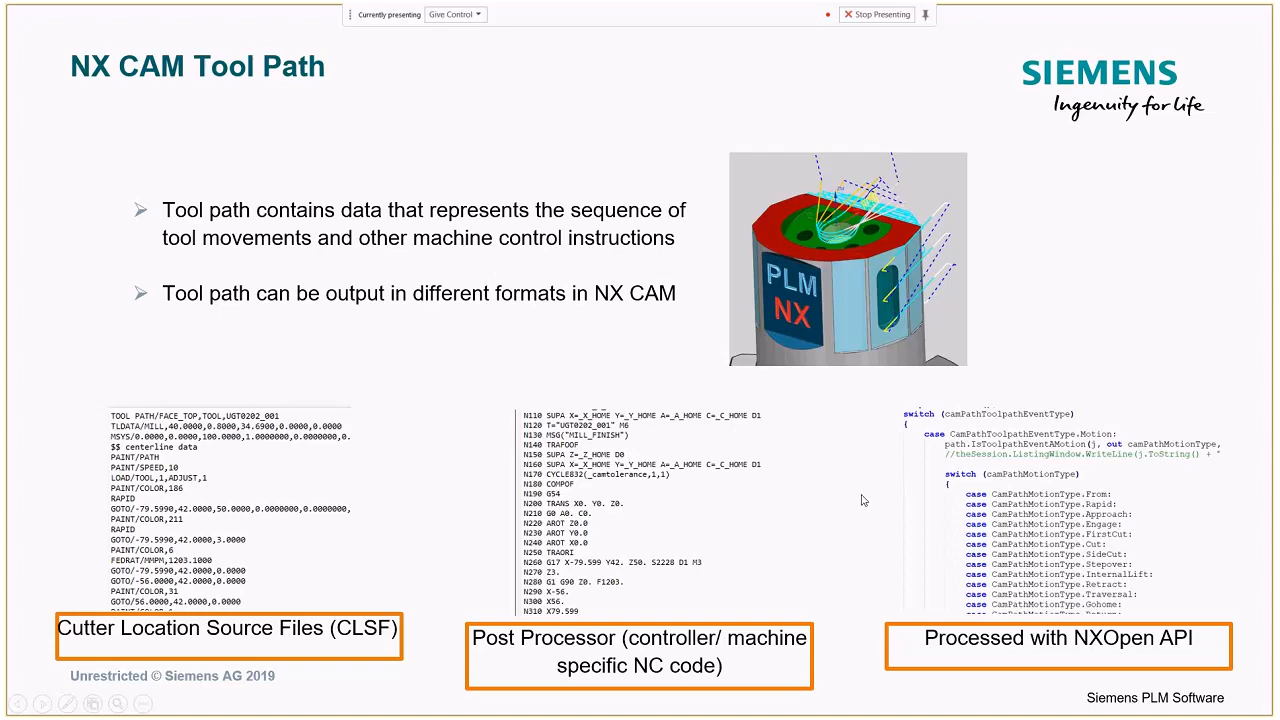 Currently presenting Give Control Stop Presenting
NX CAM Tool Path
SIEMENS
Ingenuity for life
Tool path contains data that represents the sequence of
tool movements and other machine control instructions
Tool path can be output in different formats in NX CAM
PLM
NX
TOOL PATH/FACE_TOP,TOOL,UGT0202_001
TLDATA/MILL,40.0000,0.8000,34.6900,0.0000,0.0000
MSYS/0.0000,0.0000,100.0000,1.0000000,0.0000000,0.
$$ centerline data
PAINT/PATH
PAINT/SPEED,10
LOAD/TOOL,1,ADJUST,1
PAINT/COLOR,186
RAPID
GOTO/-79.5990,42.0000,50.0000,0.0000000,0.0000000,
PAINT/COLOR,211
RAPID
GOTO/-79.5990,42.0000,3.0000
PAINT/COLOR,6
FEDRAT/MMPM,1203.1000
GOTO/-79.5990,42.0000,0.0000
GOTO/-56.0000,42.0000,0.0000
PAINT/COLOR,31
GOTO/56.0000,42.0000,0.0000
Cutter Location Source Files (CLSF)
N110 SUPA X=_X_HOME Y=_Y_HOME A=_A_HOME C=_C_HOME D1
N120 T="UGT0202_001" M6
N130 MSG("MILL_FINISH")
N140 TRAFOOF
N150 SUPA Z=_Z_HOME D0
N160 SUPA X=_X_HOME Y=_Y_HOME A=_A_HOME C=_C_HOME D1
N170 CYCLE832(_camtolerance,1,1)
N180 COMPOF
N190 G54
N200 TRANS X0. Y0. Z0.
N210 G0 A0. C0.
N220 AROT Z0.0
N230 AROT Y0.0
N240 AROT X0.0
N250 TRAORI
N260 G17 X-79.599 Y42. Z50. S2228 D1 M3
N270 Z3.
N280 G1 G90 Z0. F1203.
N290 X-56.
N300 X56.
N310 X79.599
Post Processor (controller/ machine
specific NC code)
switch (camPathToolpathEventType)
{
case CamPathToolpathEventType.Motion:
path.IsToolpathEventAMotion(j, out camPathMotionType,
//theSession.ListingWindow.WriteLine(j.ToString() + "
switch (camPathMotionType)
{
case CamPathMotionType.From:
case CamPathMotionType.Rapid:
case CamPathMotionType.Approach:
case CamPathMotionType.Engage:
case CamPathMotionType.FirstCut:
case CamPathMotionType.Cut:
case CamPathMotionType.SideCut:
case CamPathMotionType.Stepover:
case CamPathMotionType.InternalLift:
case CamPathMotionType.Retract:
case CamPathMotionType.Traversal:
case CamPathMotionType.Gohome:
Processed with NXOpen API
Unrestricted © Siemens AG 2019
Siemens PLM Software